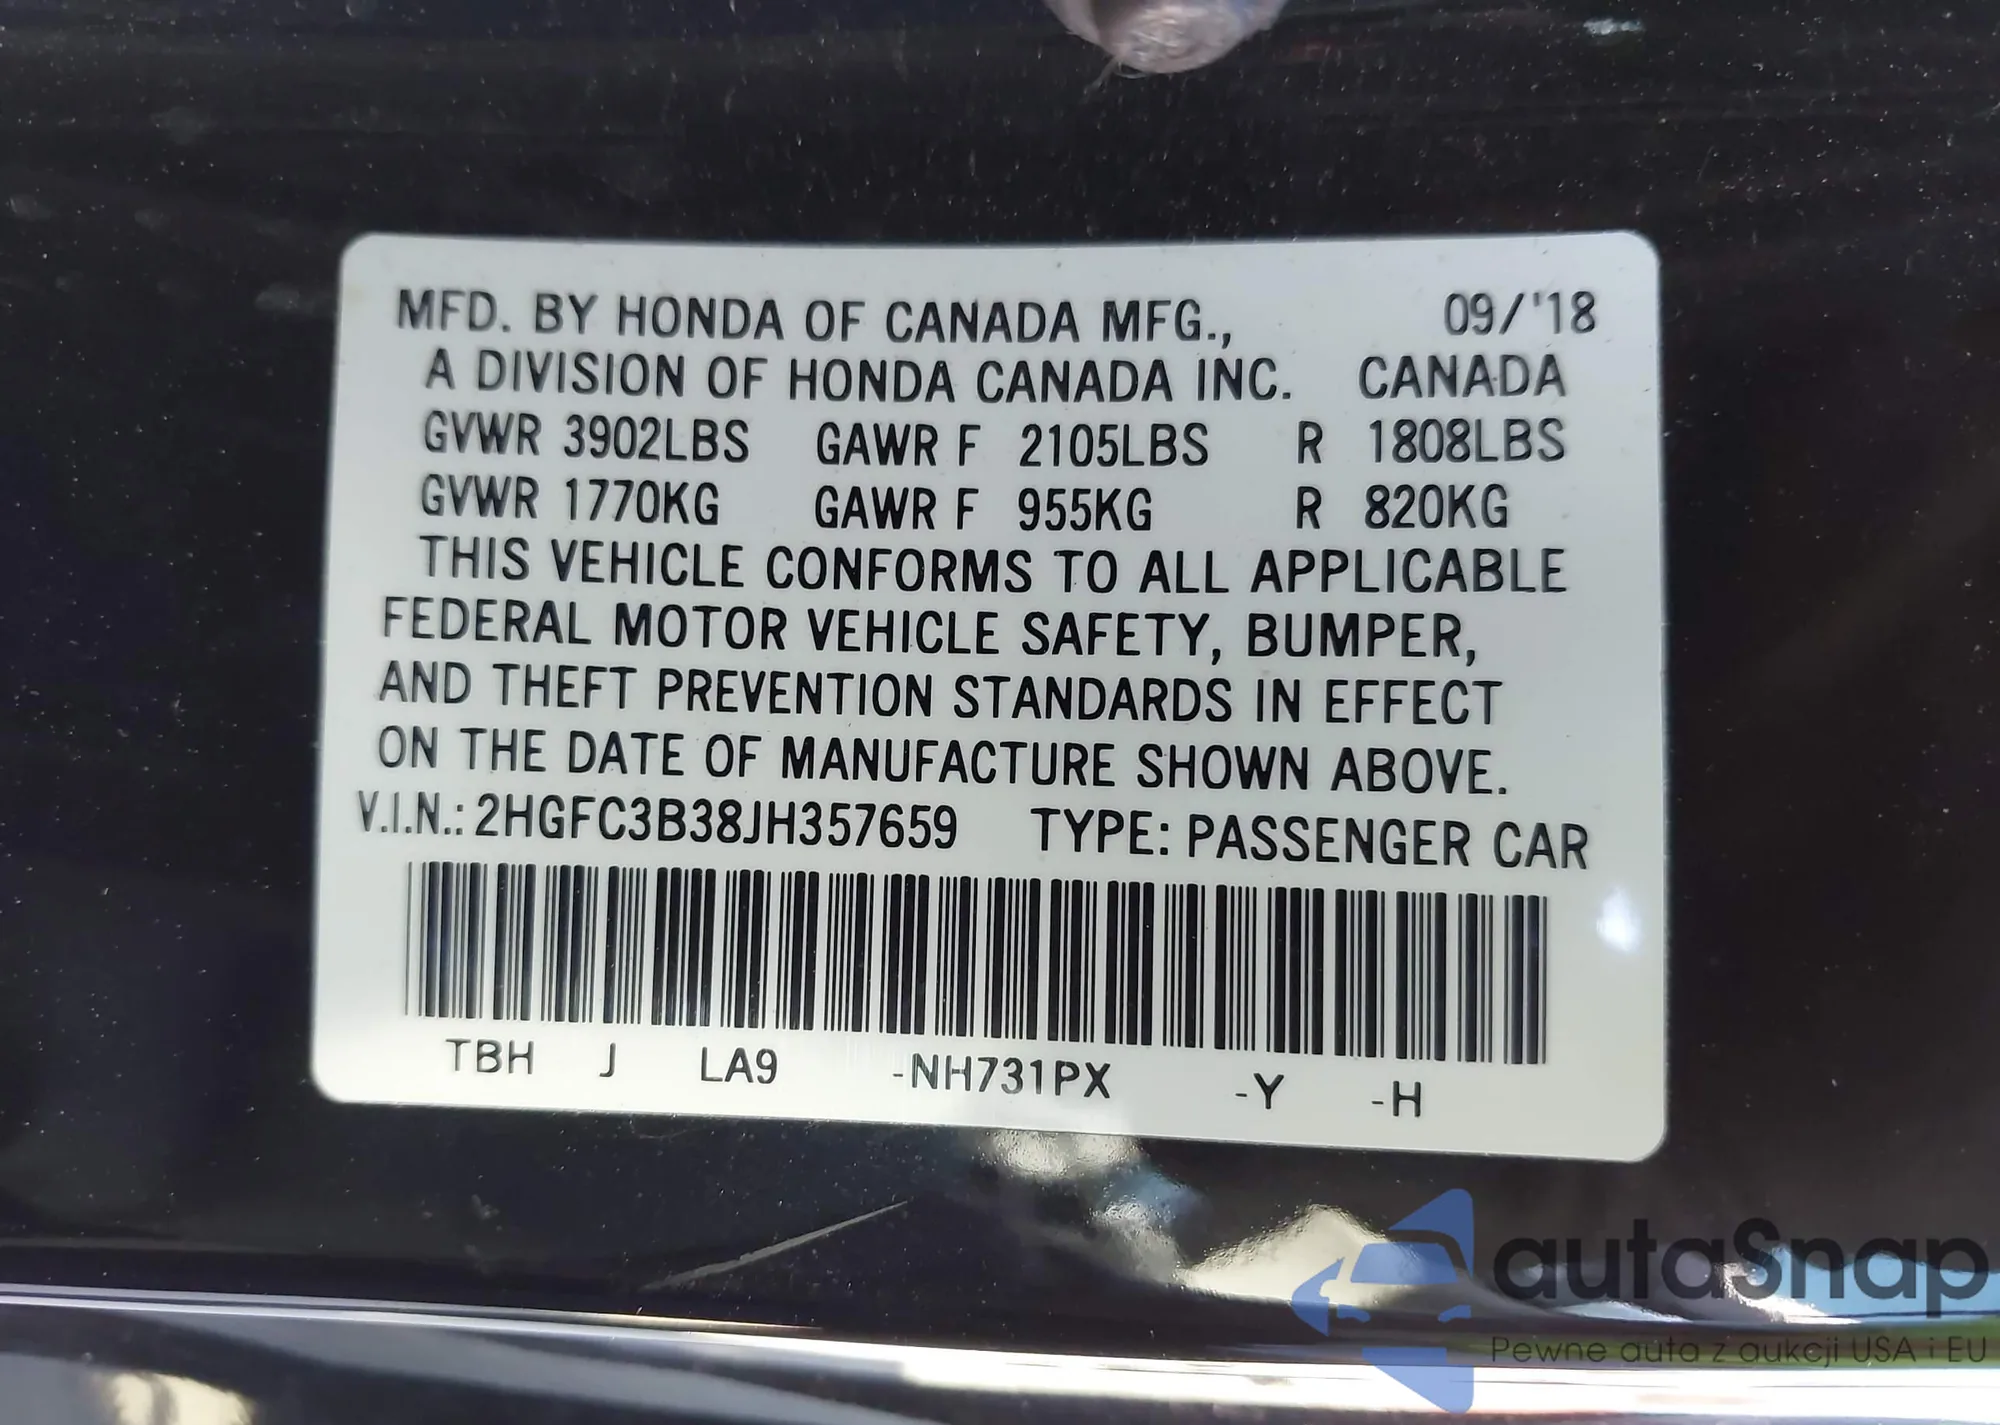 MFD. BY HONDA OF CANADA MFG., 09/'18
A DIVISION OF HONDA CANADA INC. CANADA
GVWR 3902LBS GAWR F 2105LBS R 1808LBS
GVWR 1770KG GAWR F 955KG R 820KG
THIS VEHICLE CONFORMS TO ALL APPLICABLE
FEDERAL MOTOR VEHICLE SAFETY, BUMPER,
AND THEFT PREVENTION STANDARDS IN EFFECT
ON THE DATE OF MANUFACTURE SHOWN ABOVE.
V.I.N.: 2HGFC3B38JH357659 TYPE: PASSENGER CAR
TBH J LA9 -NH731PX -Y -H
autoSnap
Pewne auta z aukcji USA i EU